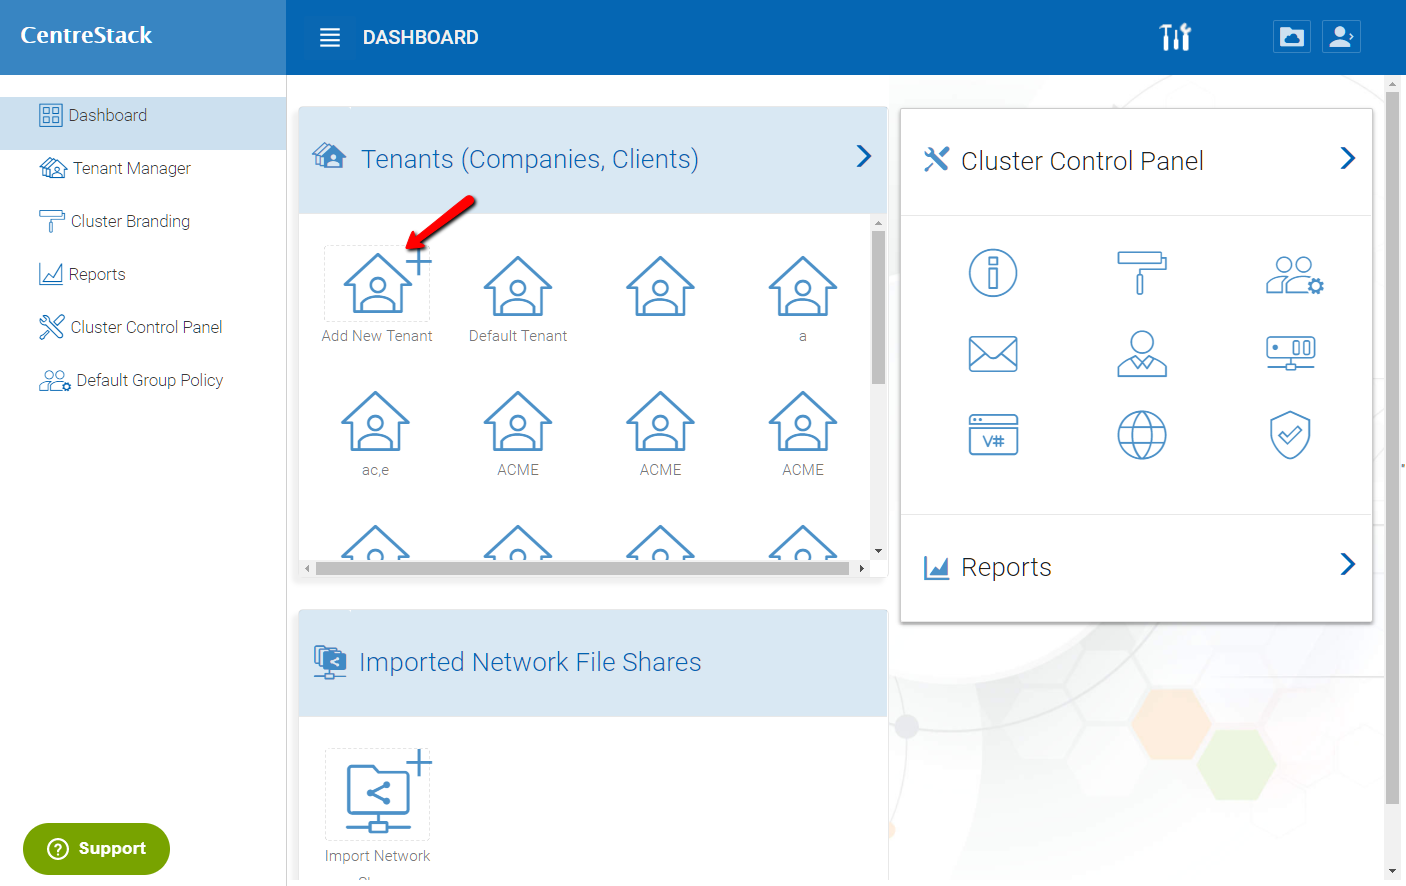 CentreStack
DASHBOARD
Dashboard
Tenant Manager
Cluster Branding
Reports
Cluster Control Panel
Default Group Policy
Support
Tenants (Companies, Clients)
Add New Tenant
Default Tenant
a
ac,e
ACME
ACME
ACME
Imported Network File Shares
Import Network
Cluster Control Panel
V#
Reports